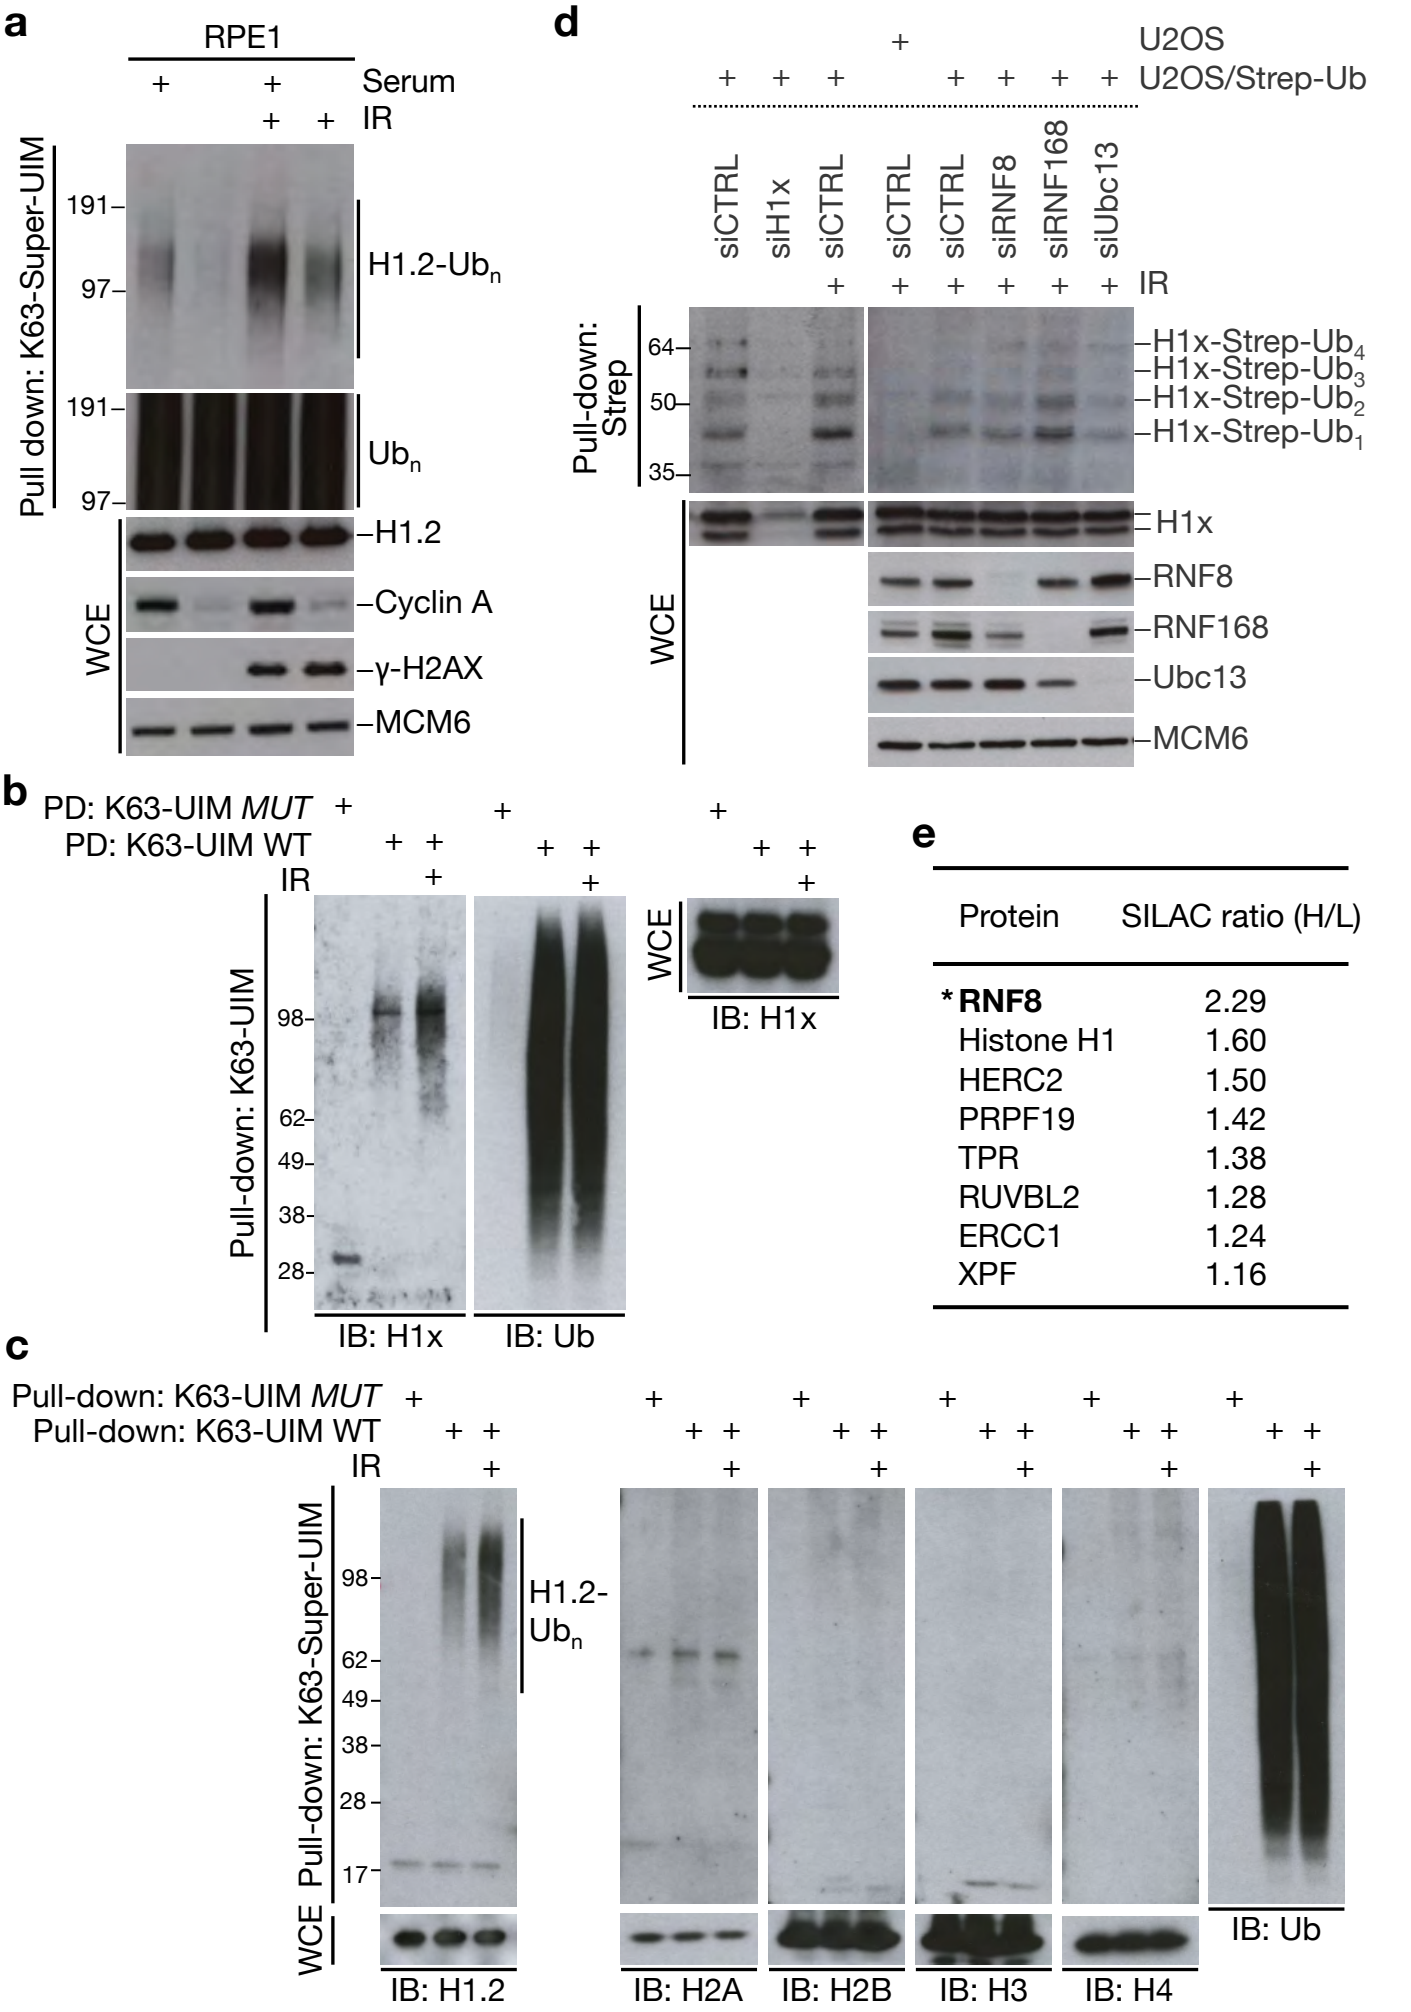 a
RPE1
+ + Serum
+ + IR
Pull down: K63-Super-UIM
191–
97–
H1.2-Ubn
191–
97–
Ubn
WCE
–H1.2
–Cyclin A
–γ-H2AX
–MCM6
b
PD: K63-UIM MUT + + +
PD: K63-UIM WT + + + + + +
IR + + +
Pull-down: K63-UIM
98–
62–
49–
38–
28–
IB: H1x
IB: Ub
WCE
IB: H1x
c
Pull-down: K63-UIM MUT + + + + + +
Pull-down: K63-UIM WT + + + + + + + + + + + +
IR + + + + + +
Pull-down: K63-Super-UIM
98–
62–
49–
38–
28–
17–
H1.2-
Ubn
WCE
IB: H1.2
IB: H2A
IB: H2B
IB: H3
IB: H4
IB: Ub
d
+ U2OS
+ + + + + + + U2OS/Strep-Ub
siCTRL
siH1x
siCTRL
siCTRL
siCTRL
siRNF8
siRNF168
siUbc13
+ + + + + + IR
Pull-down:
Strep
64–
50–
35–
–H1x-Strep-Ub4
–H1x-Strep-Ub3
–H1x-Strep-Ub2
–H1x-Strep-Ub1
WCE
H1x
–RNF8
–RNF168
–Ubc13
–MCM6
e
Protein SILAC ratio (H/L)
*RNF8 2.29
Histone H1 1.60
HERC2 1.50
PRPF19 1.42
TPR 1.38
RUVBL2 1.28
ERCC1 1.24
XPF 1.16